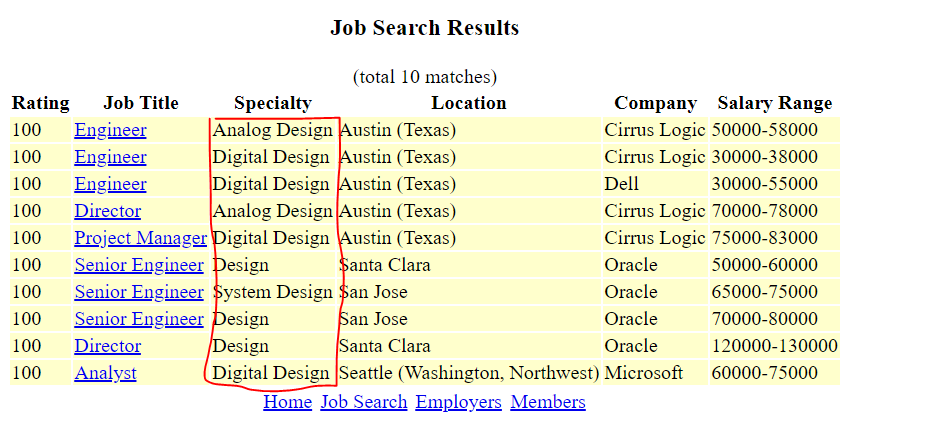 Job Search Results
(total 10 matches)
Rating Job Title Specialty Location Company Salary Range
100 Engineer Analog Design Austin (Texas) Cirrus Logic 50000-58000
100 Engineer Digital Design Austin (Texas) Cirrus Logic 30000-38000
100 Engineer Digital Design Austin (Texas) Dell 30000-55000
100 Director Analog Design Austin (Texas) Cirrus Logic 70000-78000
100 Project Manager Digital Design Austin (Texas) Cirrus Logic 75000-83000
100 Senior Engineer Design Santa Clara Oracle 50000-60000
100 Senior Engineer System Design San Jose Oracle 65000-75000
100 Senior Engineer Design San Jose Oracle 70000-80000
100 Director Design Santa Clara Oracle 120000-130000
100 Analyst Digital Design Seattle (Washington, Northwest) Microsoft 60000-75000
Home Job Search Employers Members